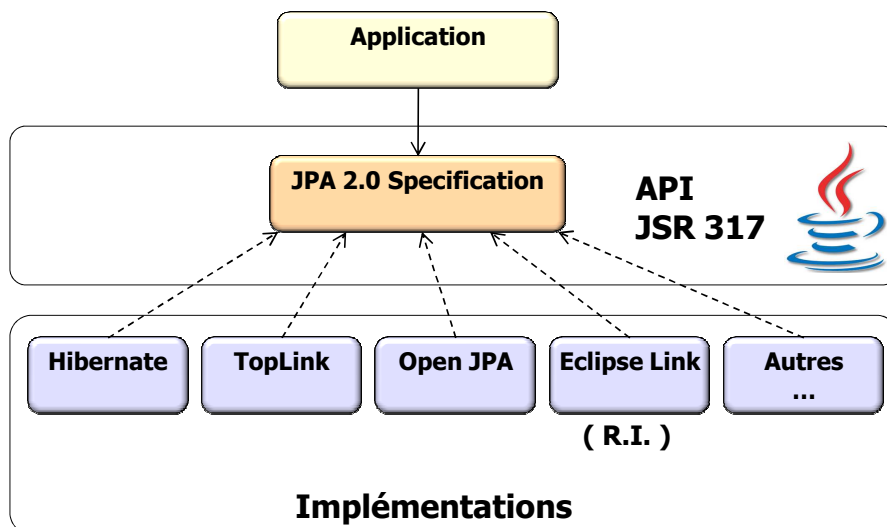 Application
JPA 2.0 Specification
API
JSR 317
Hibernate
TopLink
Open JPA
Eclipse Link
Autres
...
( R.I. )
Implémentations